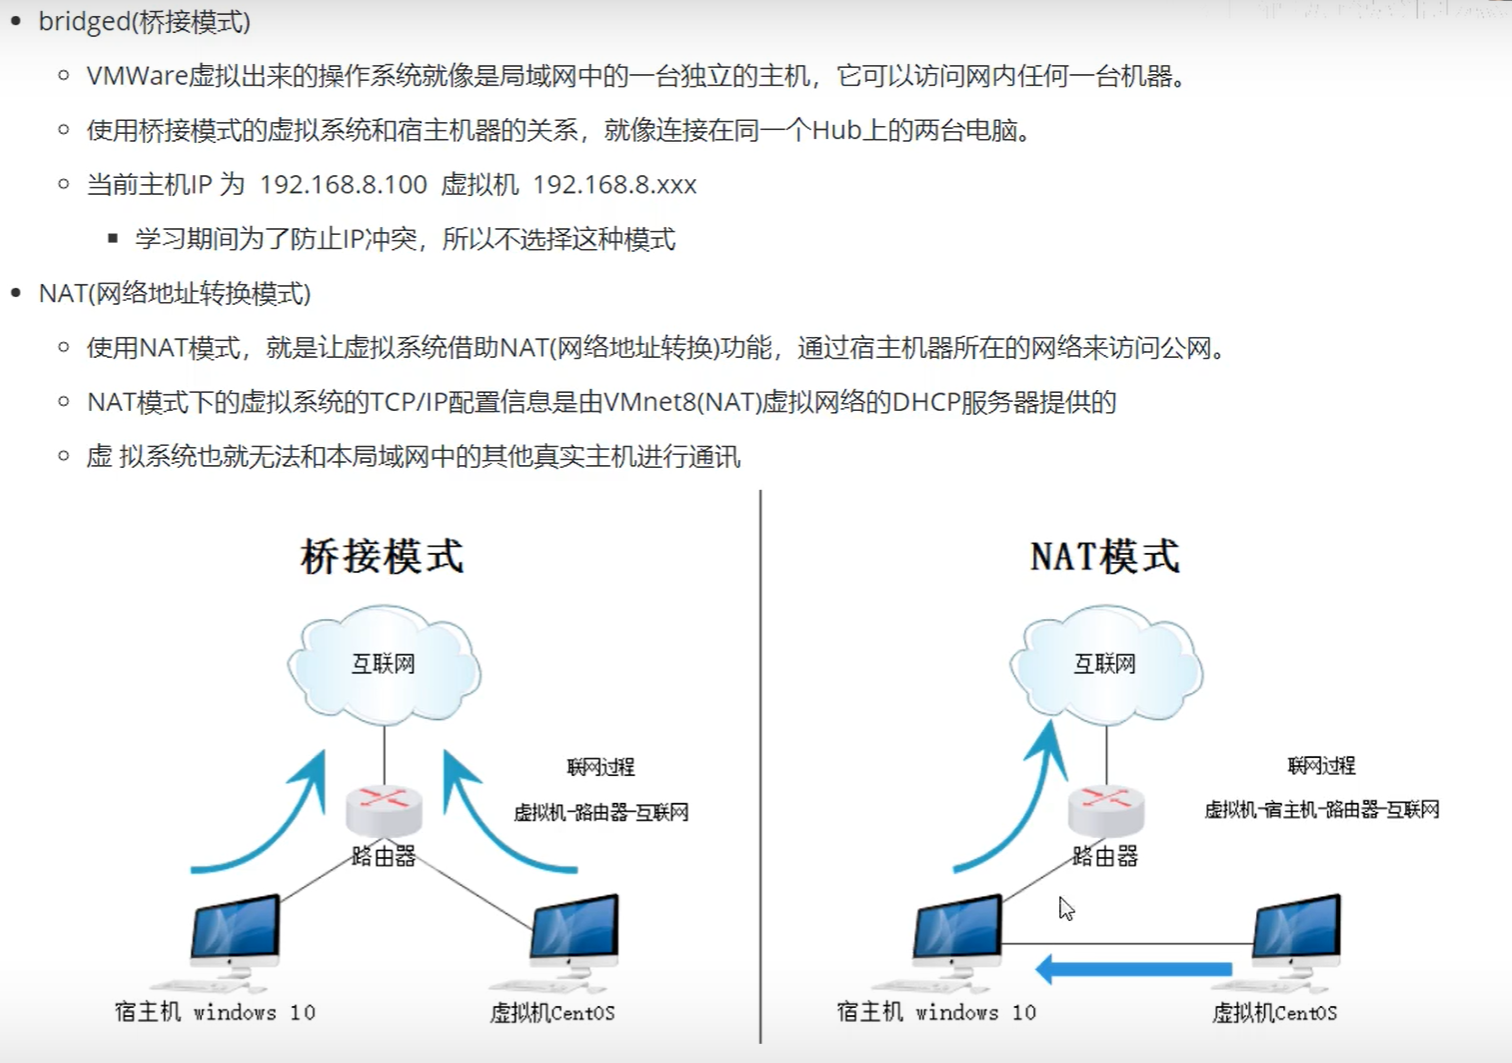 bridged(桥接模式)
VMWare虚拟出来的操作系统就像是局域网中的一台独立的主机，它可以访问网内任何一台机器。
使用桥接模式的虚拟系统和宿主机器的关系，就像连接在同一个Hub上的两台电脑。
当前主机IP 为 192.168.8.100 虚拟机 192.168.8.xxx
学习期间为了防止IP冲突，所以不选择这种模式
NAT(网络地址转换模式)
使用NAT模式，就是让虚拟系统借助NAT(网络地址转换)功能，通过宿主机器所在的网络来访问公网。
NAT模式下的虚拟系统的TCP/IP配置信息是由VMnet8(NAT)虚拟网络的DHCP服务器提供的
虚 拟系统也就无法和本局域网中的其他真实主机进行通讯
桥接模式
互联网
联网过程
虚拟机-路由器-互联网
路由器
宿主机 windows 10
虚拟机CentOS
NAT模式
互联网
联网过程
虚拟机-宿主机-路由器-互联网
路由器
宿主机 windows 10
虚拟机CentOS